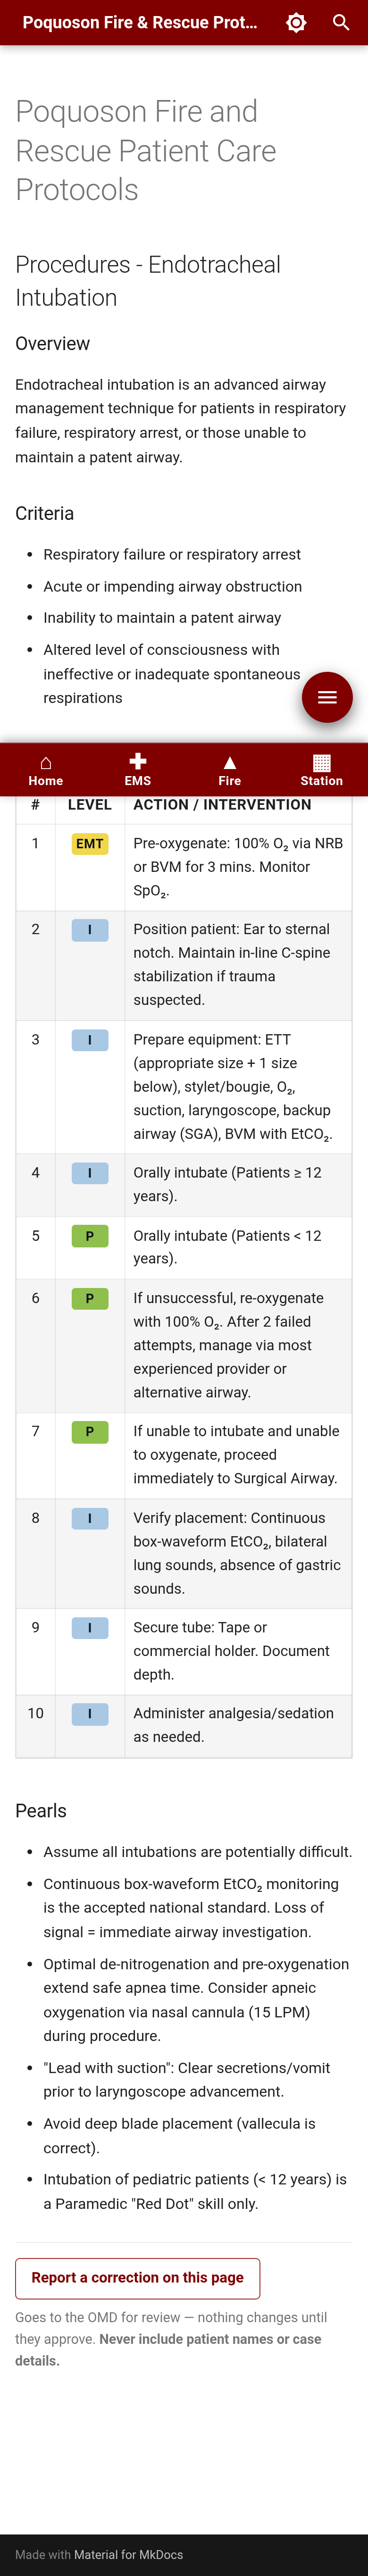 Poquoson Fire & Rescue Prot...
Poquoson Fire and
Rescue Patient Care
Protocols
Procedures - Endotracheal
Intubation
Overview
Endotracheal intubation is an advanced airway
management technique for patients in respiratory
failure, respiratory arrest, or those unable to
maintain a patent airway.
Criteria
• Respiratory failure or respiratory arrest
• Acute or impending airway obstruction
• Inability to maintain a patent airway
• Altered level of consciousness with
ineffective or inadequate spontaneous
respirations
Home EMS Fire Station
# LEVEL ACTION / INTERVENTION
1 EMT Pre-oxygenate: 100% O₂ via NRB
or BVM for 3 mins. Monitor
SpO₂.
2 I Position patient: Ear to sternal
notch. Maintain in-line C-spine
stabilization if trauma
suspected.
3 I Prepare equipment: ETT
(appropriate size + 1 size
below), stylet/bougie, O₂,
suction, laryngoscope, backup
airway (SGA), BVM with EtCO₂.
4 I Orally intubate (Patients ≥ 12
years).
5 P Orally intubate (Patients < 12
years).
6 P If unsuccessful, re-oxygenate
with 100% O₂. After 2 failed
attempts, manage via most
experienced provider or
alternative airway.
7 P If unable to intubate and unable
to oxygenate, proceed
immediately to Surgical Airway.
8 I Verify placement: Continuous
box-waveform EtCO₂, bilateral
lung sounds, absence of gastric
sounds.
9 I Secure tube: Tape or
commercial holder. Document
depth.
10 I Administer analgesia/sedation
as needed.
Pearls
• Assume all intubations are potentially difficult.
• Continuous box-waveform EtCO₂ monitoring
is the accepted national standard. Loss of
signal = immediate airway investigation.
• Optimal de-nitrogenation and pre-oxygenation
extend safe apnea time. Consider apneic
oxygenation via nasal cannula (15 LPM)
during procedure.
• "Lead with suction": Clear secretions/vomit
prior to laryngoscope advancement.
• Avoid deep blade placement (vallecula is
correct).
• Intubation of pediatric patients (< 12 years) is
a Paramedic "Red Dot" skill only.
Report a correction on this page
Goes to the OMD for review — nothing changes until
they approve. Never include patient names or case
details.
Made with Material for MkDocs